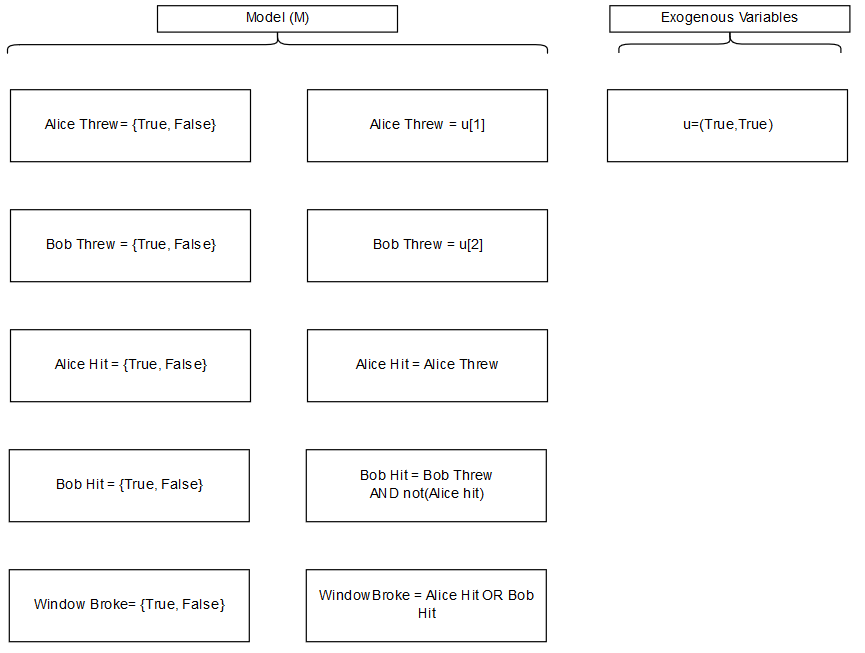 Model (M)
Exogenous Variables
Alice Threw= {True, False}
Alice Threw = u[1]
u=(True,True)
Bob Threw = {True, False}
Bob Threw = u[2]
Alice Hit = {True, False}
Alice Hit = Alice Threw
Bob Hit = {True, False}
Bob Hit = Bob Threw
AND not(Alice hit)
Window Broke= {True, False}
Window Broke = Alice Hit OR Bob
Hit